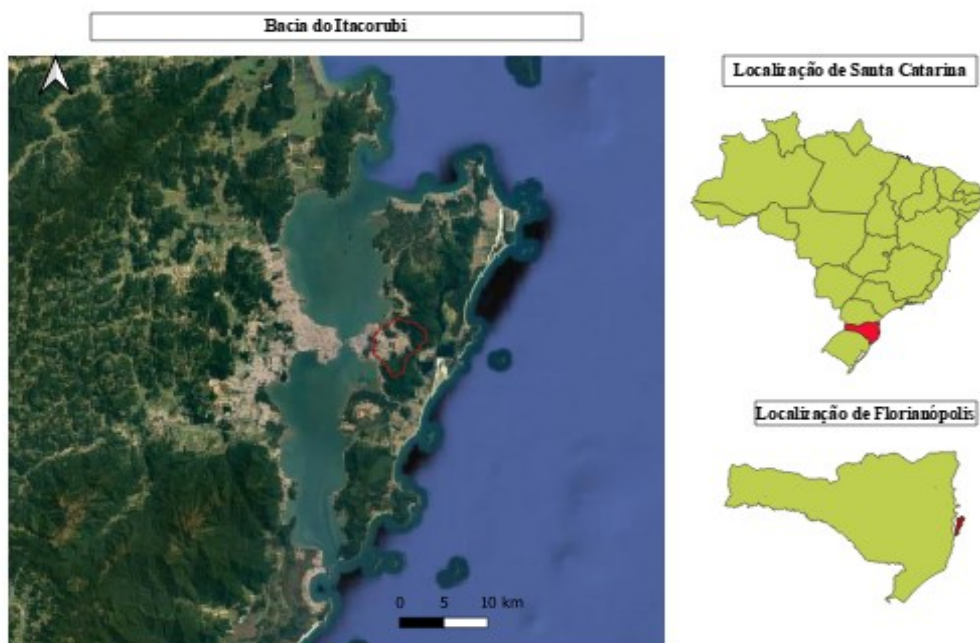 Bacia do Itacorubi
Localização de Santa Catarina
Localização de Florianópolis
0 5 10 km